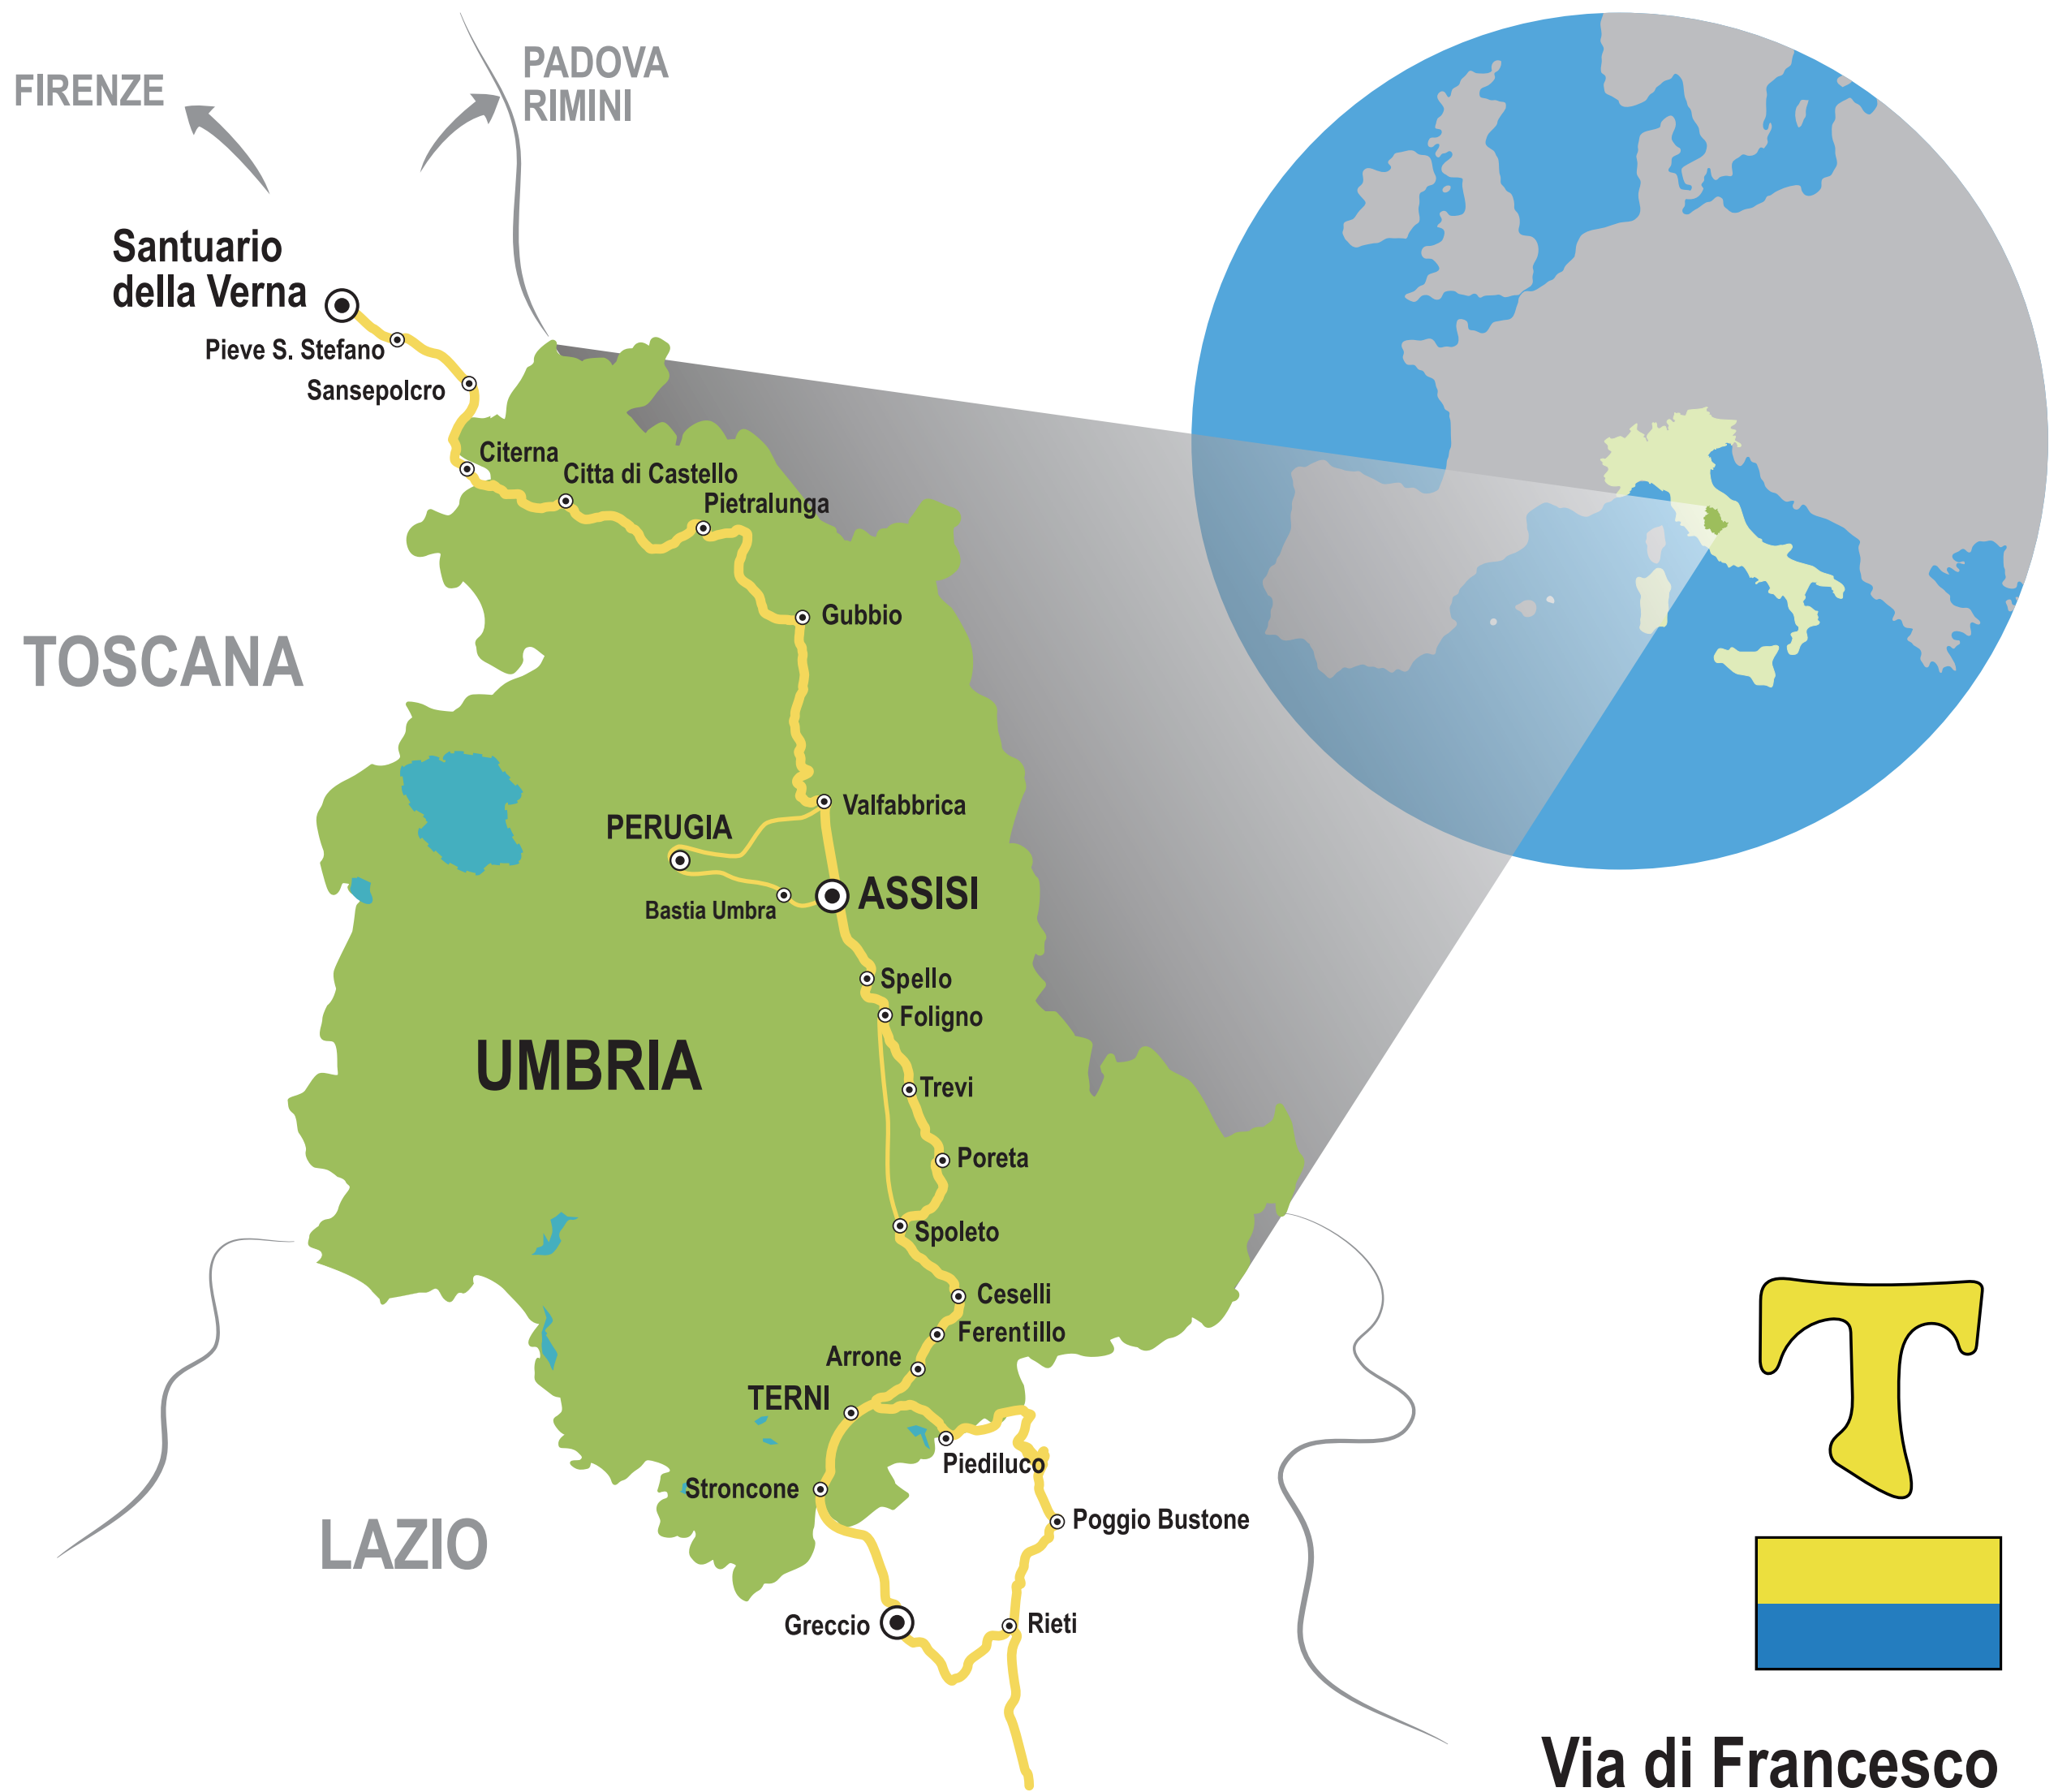 PADOVA
RIMINI
FIRENZE
Santuario
della Verna
Pieve S. Stefano
Sansepolcro
Citerna
Citta di Castello
Pietralunga
Gubbio
TOSCANA
Valfabbrica
PERUGIA
ASSISI
Bastia Umbra
Spello
Foligno
UMBRIA
Trevi
Poreta
Spoleto
Ceselli
Ferentillo
Arrone
TERNI
Piediluco
Stroncone
Poggio Bustone
LAZIO
Greccio
Rieti
Via di Francesco